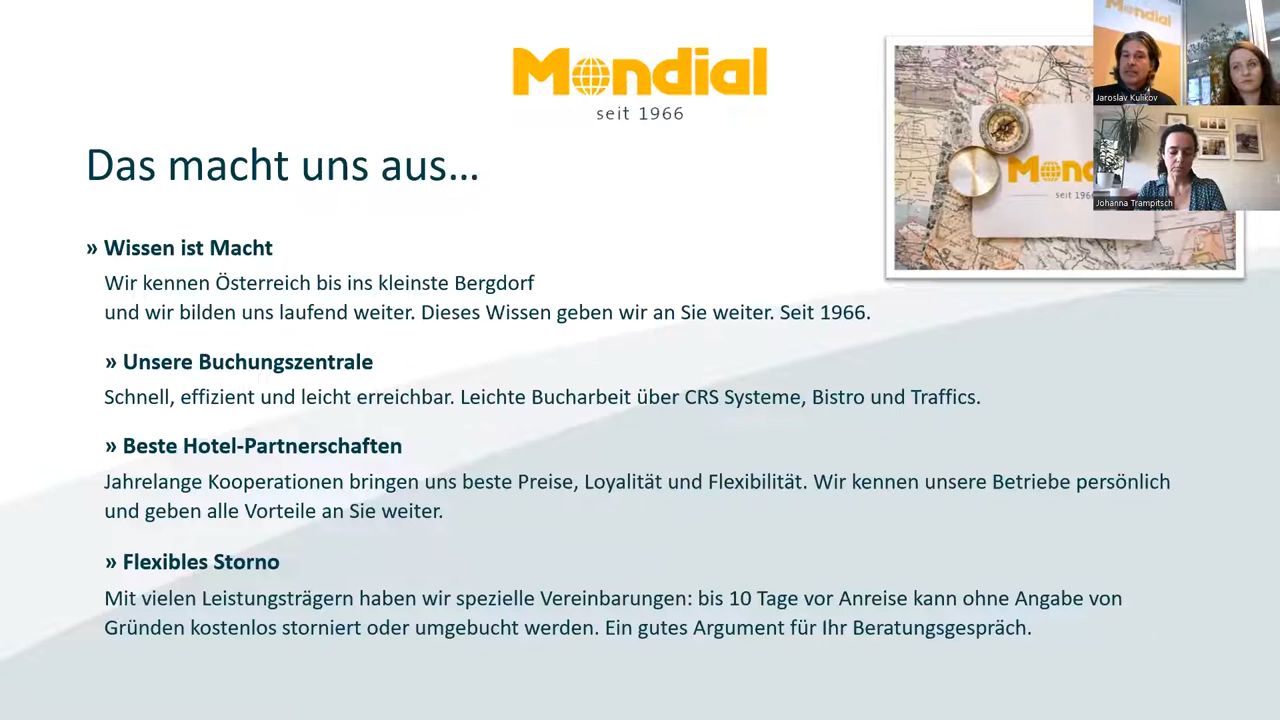 Mondial
seit 1966
Mondial
Jaroslav Kulikov
Mond
seit 196
Johanna Trampitsch
Das macht uns aus...
» Wissen ist Macht
Wir kennen Österreich bis ins kleinste Bergdorf
und wir bilden uns laufend weiter. Dieses Wissen geben wir an Sie weiter. Seit 1966.
» Unsere Buchungszentrale
Schnell, effizient und leicht erreichbar. Leichte Bucharbeit über CRS Systeme, Bistro und Traffics.
» Beste Hotel-Partnerschaften
Jahrelange Kooperationen bringen uns beste Preise, Loyalität und Flexibilität. Wir kennen unsere Betriebe persönlich
und geben alle Vorteile an Sie weiter.
» Flexibles Storno
Mit vielen Leistungsträgern haben wir spezielle Vereinbarungen: bis 10 Tage vor Anreise kann ohne Angabe von
Gründen kostenlos storniert oder umgebucht werden. Ein gutes Argument für Ihr Beratungsgespräch.